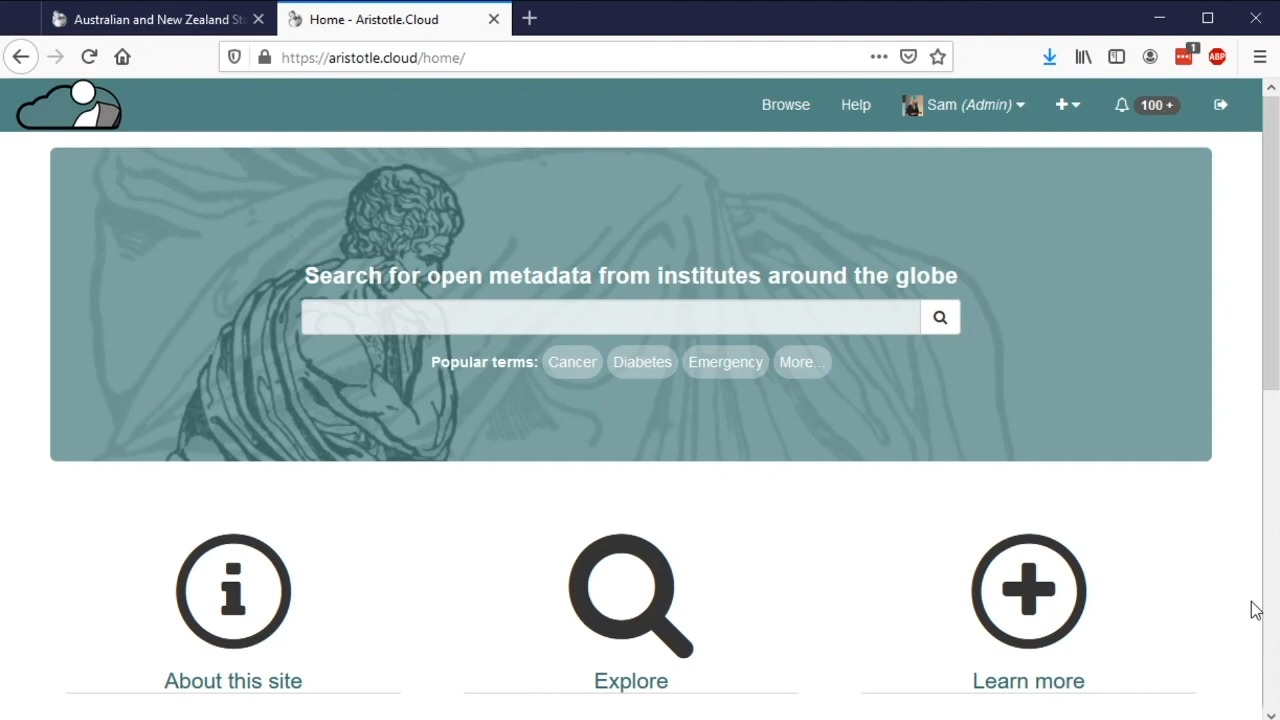 Australian and New Zealand St
Home - Aristotle.Cloud
https://aristotle.cloud/home/
1
ABP
Browse
Help
Sam (Admin)
100 +
Search for open metadata from institutes around the globe
Popular terms: Cancer Diabetes Emergency More...
About this site
Explore
Learn more